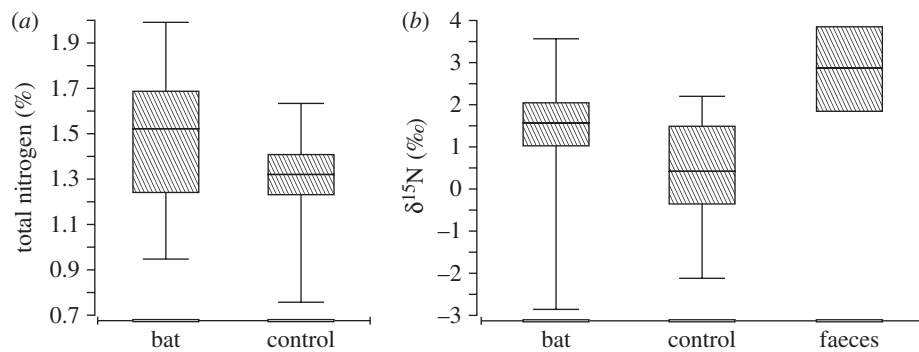 (a)
total nitrogen (%)
1.9
1.7
1.5
1.3
1.1
0.9
0.7
bat control
(b)
δ15N (‰)
4
3
2
1
0
–1
–2
–3
bat control faeces